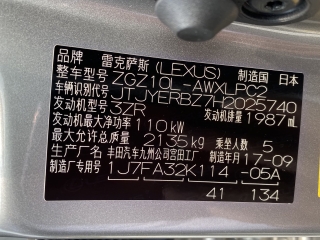 品牌 雷克萨斯(LEXUS) 制造国 日本
整车型号 ZGZ10L-AWXLPC2
车辆识别代号 JTJYERBZ7H2025740
发动机型号 3ZR 发动机排量 1987mL
发动机最大净功率 110kW
最大允许总质量 2135kg 乘坐人数 5
生产厂名 丰田汽车九州公司宫田工厂 制造年月 17-09
制造厂专用号 1J7FA32K114 -05A
41 134